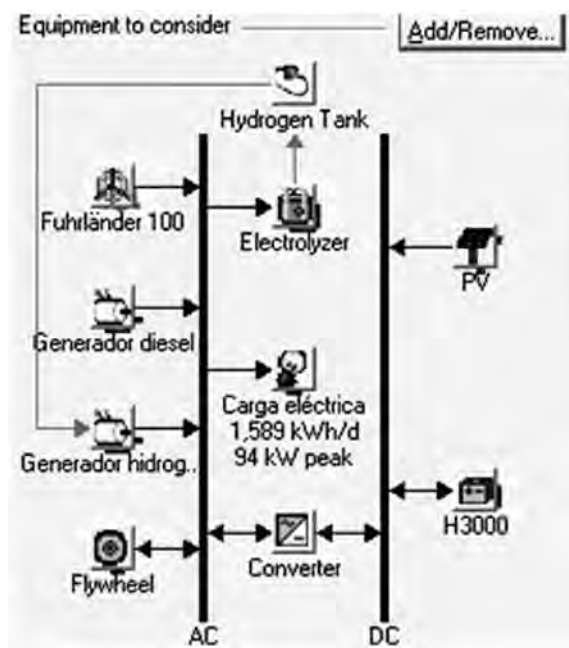 Equipment to consider
Add/Remove...
Hydrogen Tank
Fuhrländer 100
Electrolyzer
PV
Generador diesel
Carga eléctrica
1,589 kWh/d
94 kW peak
Generador hidrog..
H3000
Flywheel
Converter
AC
DC